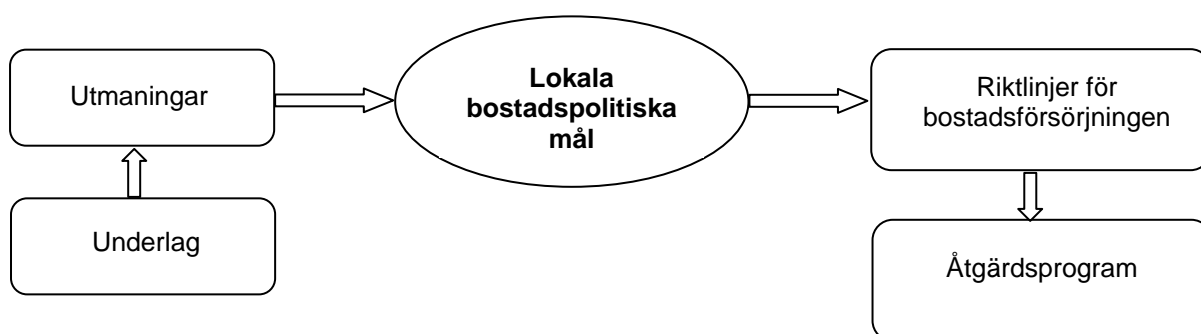 Utmaningar
Underlag
Lokala
bostadspolitiska
mål
Riktlinjer för
bostadsförsörjningen
Åtgärdsprogram